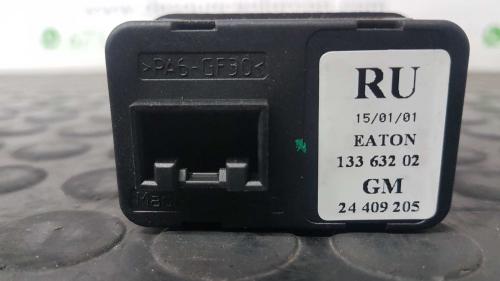 >PA6-GF30<
RU
15/01/01
EATON
133 632 02
GM
24 409 205